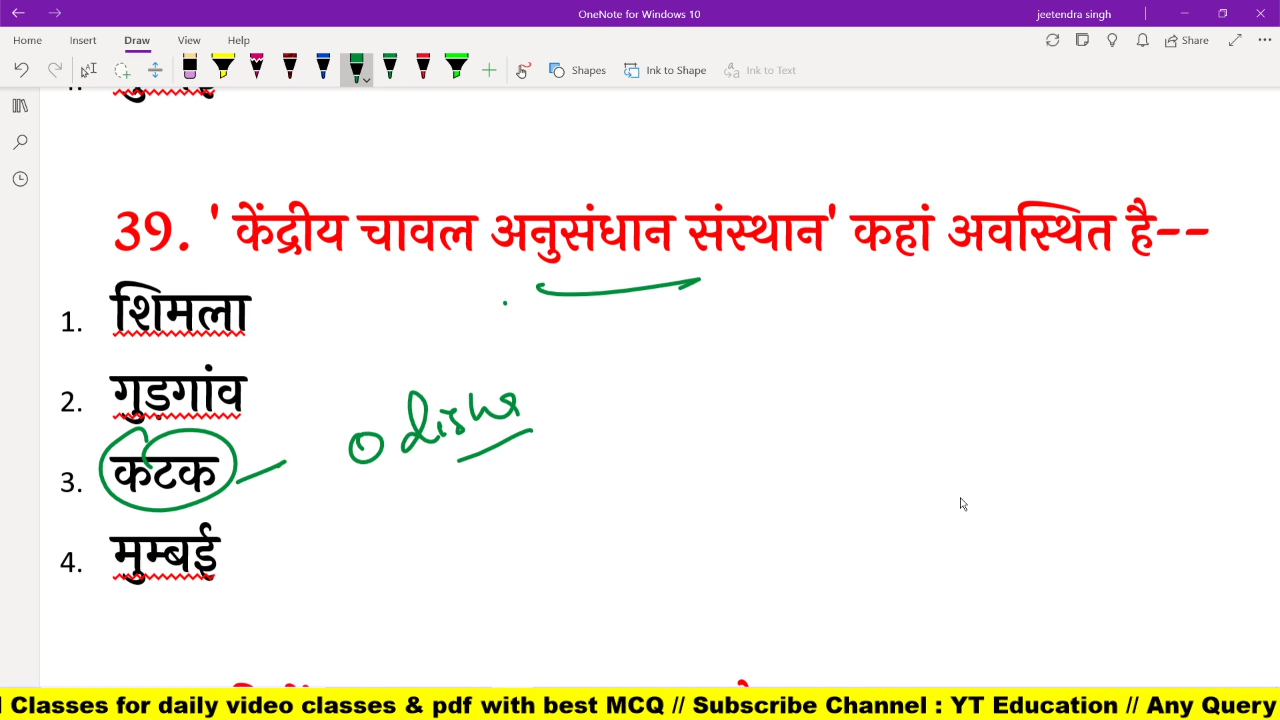 OneNote for Windows 10
jeetendra singh
Home Insert Draw View Help
Share
Shapes Ink to Shape Ink to Text
39. ' केंद्रीय चावल अनुसंधान संस्थान' कहां अवस्थित है--
1. शिमला
2. गुड़गांव
odisha
3. कटक
4. मुम्बई
Classes for daily video classes & pdf with best MCQ // Subscribe Channel : YT Education // Any Query